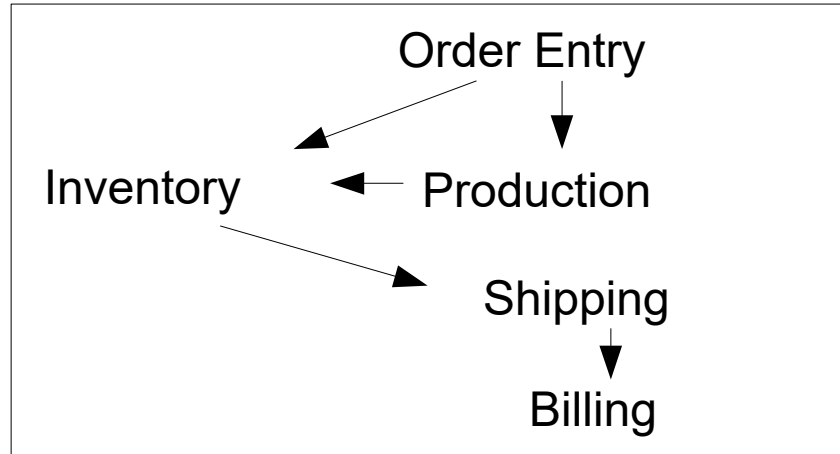 Order Entry
Inventory
Production
Shipping
Billing